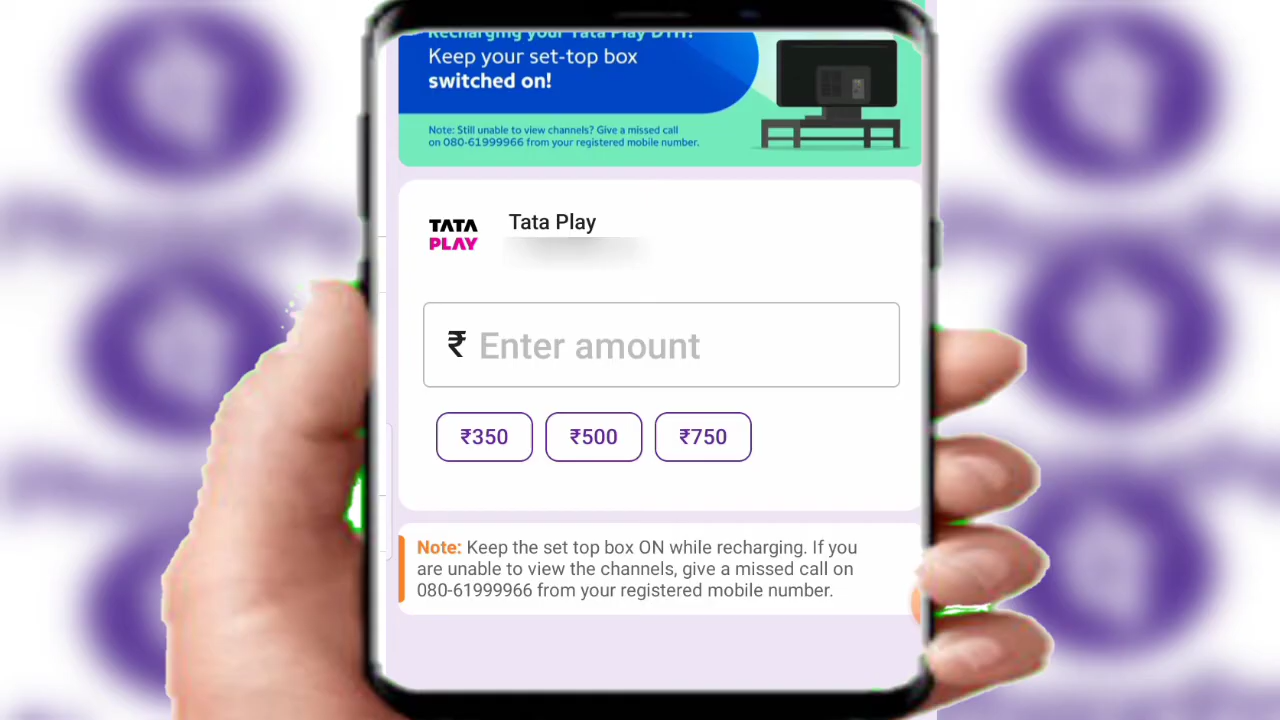 Recharging your Tata Play DTH?
Keep your set-top box
switched on!
Note: Still unable to view channels? Give a missed call
on 080-61999966 from your registered mobile number.
TATA
PLAY
Tata Play
₹ Enter amount
₹350 ₹500 ₹750
Note: Keep the set top box ON while recharging. If you
are unable to view the channels, give a missed call on
080-61999966 from your registered mobile number.